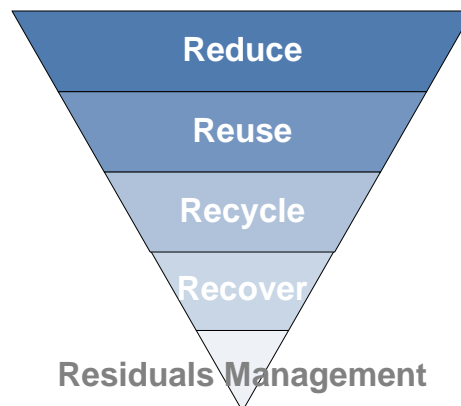 Reduce
Reuse
Recycle
Recover
Residuals Management